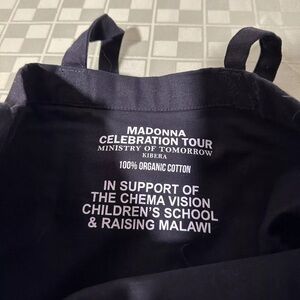 MADONNA
CELEBRATION TOUR
MINISTRY OF TOMORROW
KIBERA
100% ORGANIC COTTON
IN SUPPORT OF
THE CHEMA VISION
CHILDREN'S SCHOOL
& RAISING MALAWI